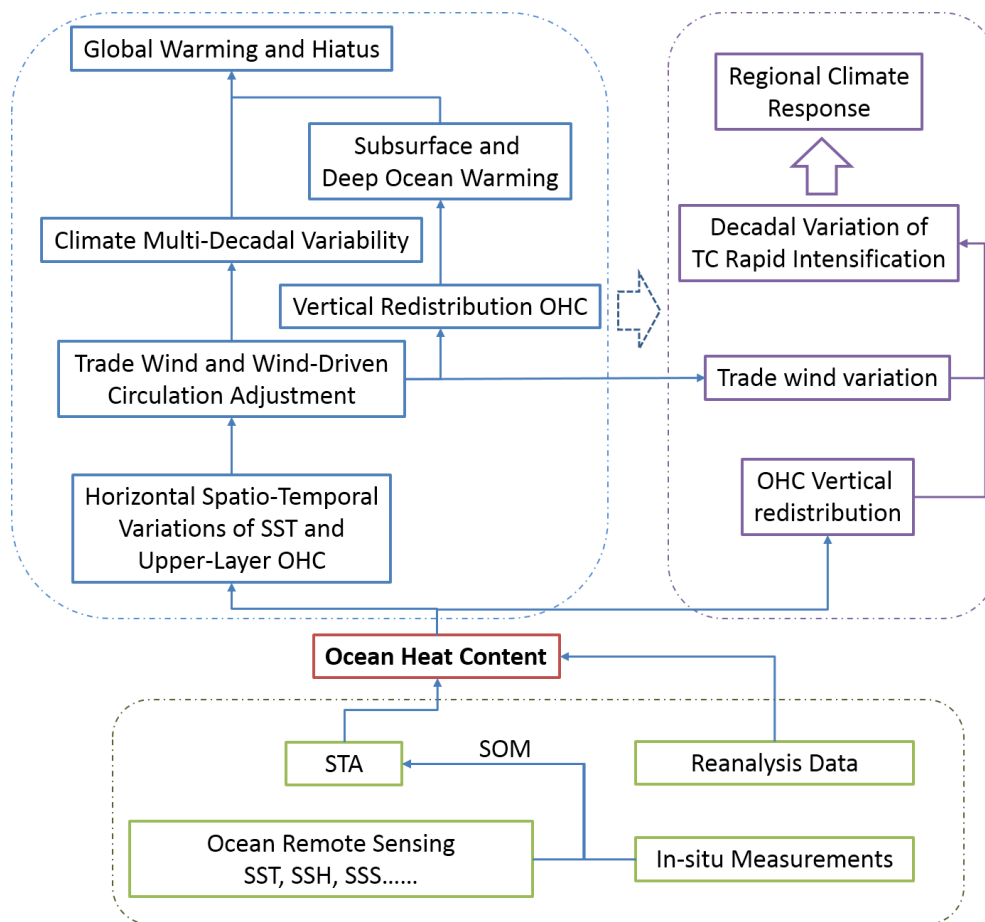 Global Warming and Hiatus
Subsurface and
Deep Ocean Warming
Climate Multi-Decadal Variability
Vertical Redistribution OHC
Trade Wind and Wind-Driven
Circulation Adjustment
Horizontal Spatio-Temporal
Variations of SST and
Upper-Layer OHC
Regional Climate
Response
Decadal Variation of
TC Rapid Intensification
Trade wind variation
OHC Vertical
redistribution
Ocean Heat Content
STA
SOM
Reanalysis Data
Ocean Remote Sensing
SST, SSH, SSS......
In-situ Measurements